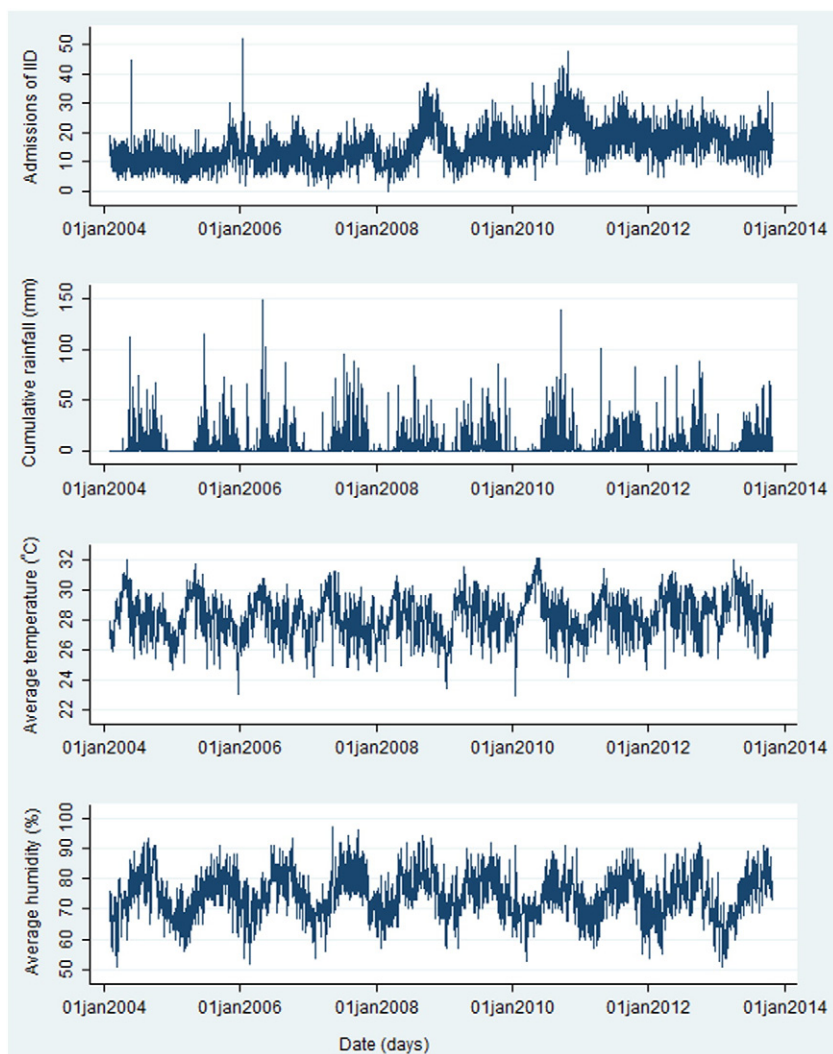 Admissions of IID
50
40
30
20
10
0
01jan2004 01jan2006 01jan2008 01jan2010 01jan2012 01jan2014
Cumulative rainfall (mm)
150
100
50
0
01jan2004 01jan2006 01jan2008 01jan2010 01jan2012 01jan2014
Average temperature (°C)
32
30
28
26
24
22
01jan2004 01jan2006 01jan2008 01jan2010 01jan2012 01jan2014
Average humidity (%)
100
90
80
70
60
50
01jan2004 01jan2006 01jan2008 01jan2010 01jan2012 01jan2014
Date (days)